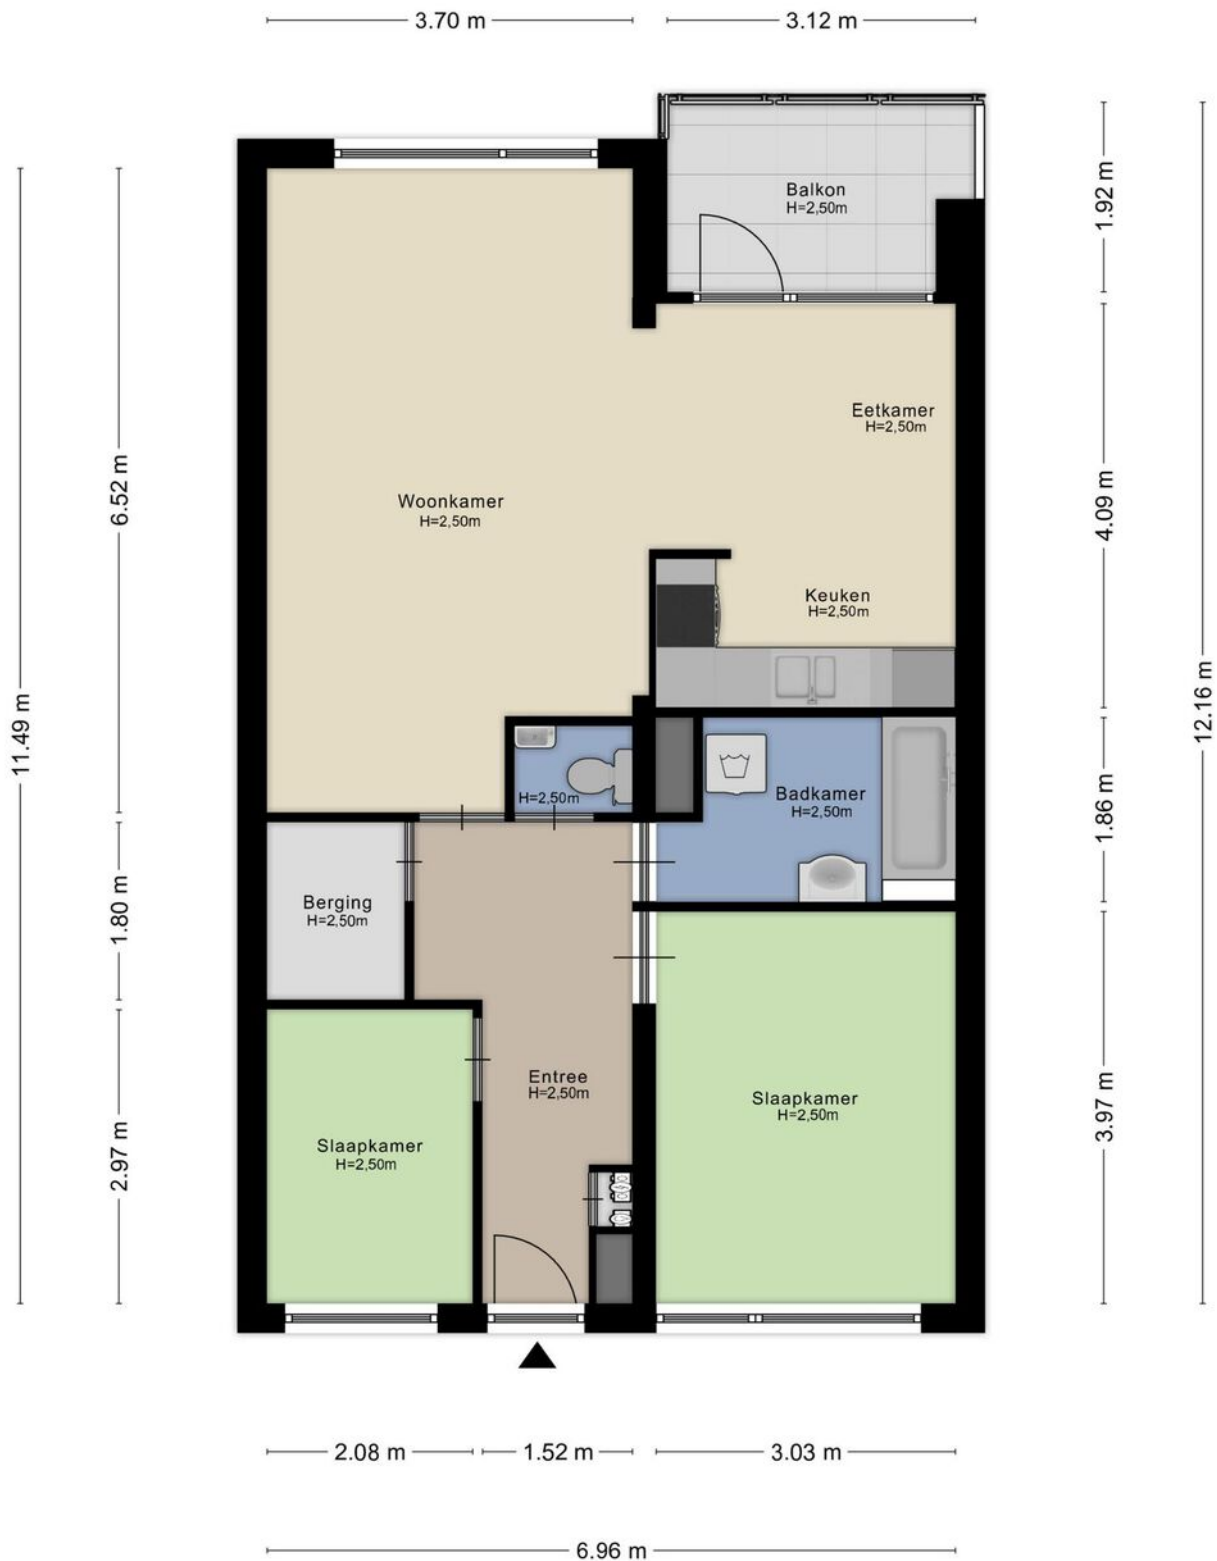 3.70 m
3.12 m
Balkon
H=2,50m
1.92 m
Eetkamer
H=2,50m
6.52 m
Woonkamer
H=2,50m
4.09 m
Keuken
H=2,50m
11.49 m
12.16 m
H=2,50m
Badkamer
H=2,50m
1.86 m
Berging
H=2,50m
1.80 m
Entree
H=2,50m
Slaapkamer
H=2,50m
3.97 m
Slaapkamer
H=2,50m
2.97 m
2.08 m
1.52 m
3.03 m
6.96 m